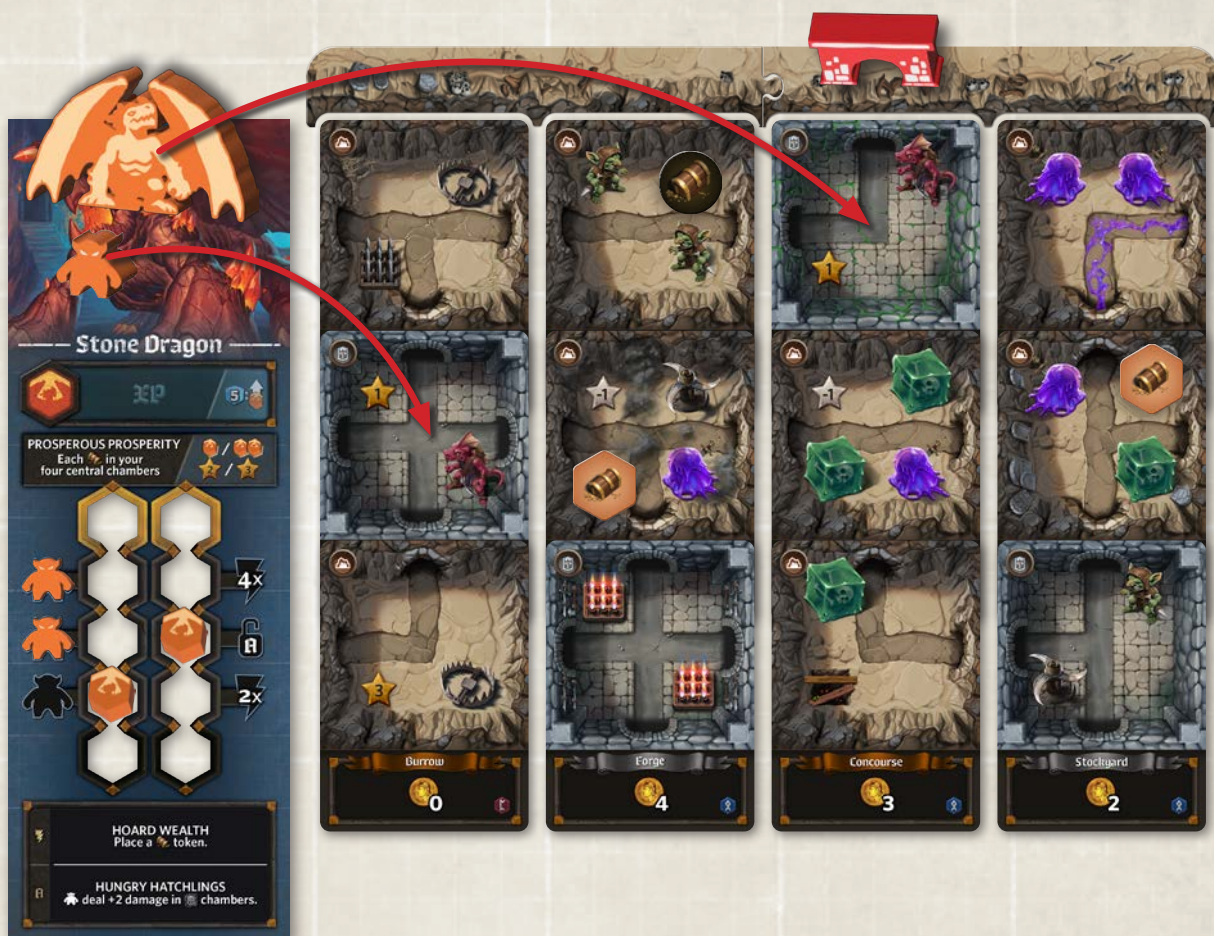 Stone Dragon
XP
5 :
PROSPEROUS PROSPERITY
Each in your
four central chambers
/
2 / 3
4x
A
2x
HOARD WEALTH
Place a token.
A
HUNGRY HATCHLINGS
deal +2 damage in chambers.
1
1
-1
-1
3
Burrow
0
Forge
4
Concourse
3
Stockyard
2